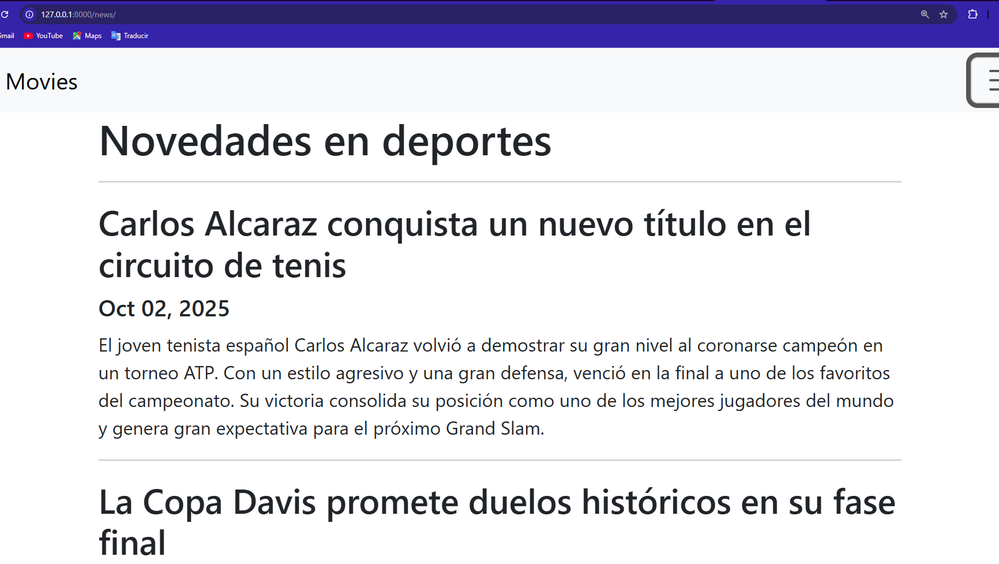 127.0.0.1:8000/news/
Gmail YouTube Maps Traducir
Movies
Novedades en deportes
Carlos Alcaraz conquista un nuevo título en el
circuito de tenis
Oct 02, 2025
El joven tenista español Carlos Alcaraz volvió a demostrar su gran nivel al coronarse campeón en
un torneo ATP. Con un estilo agresivo y una gran defensa, venció en la final a uno de los favoritos
del campeonato. Su victoria consolida su posición como uno de los mejores jugadores del mundo
y genera gran expectativa para el próximo Grand Slam.
La Copa Davis promete duelos históricos en su fase
final